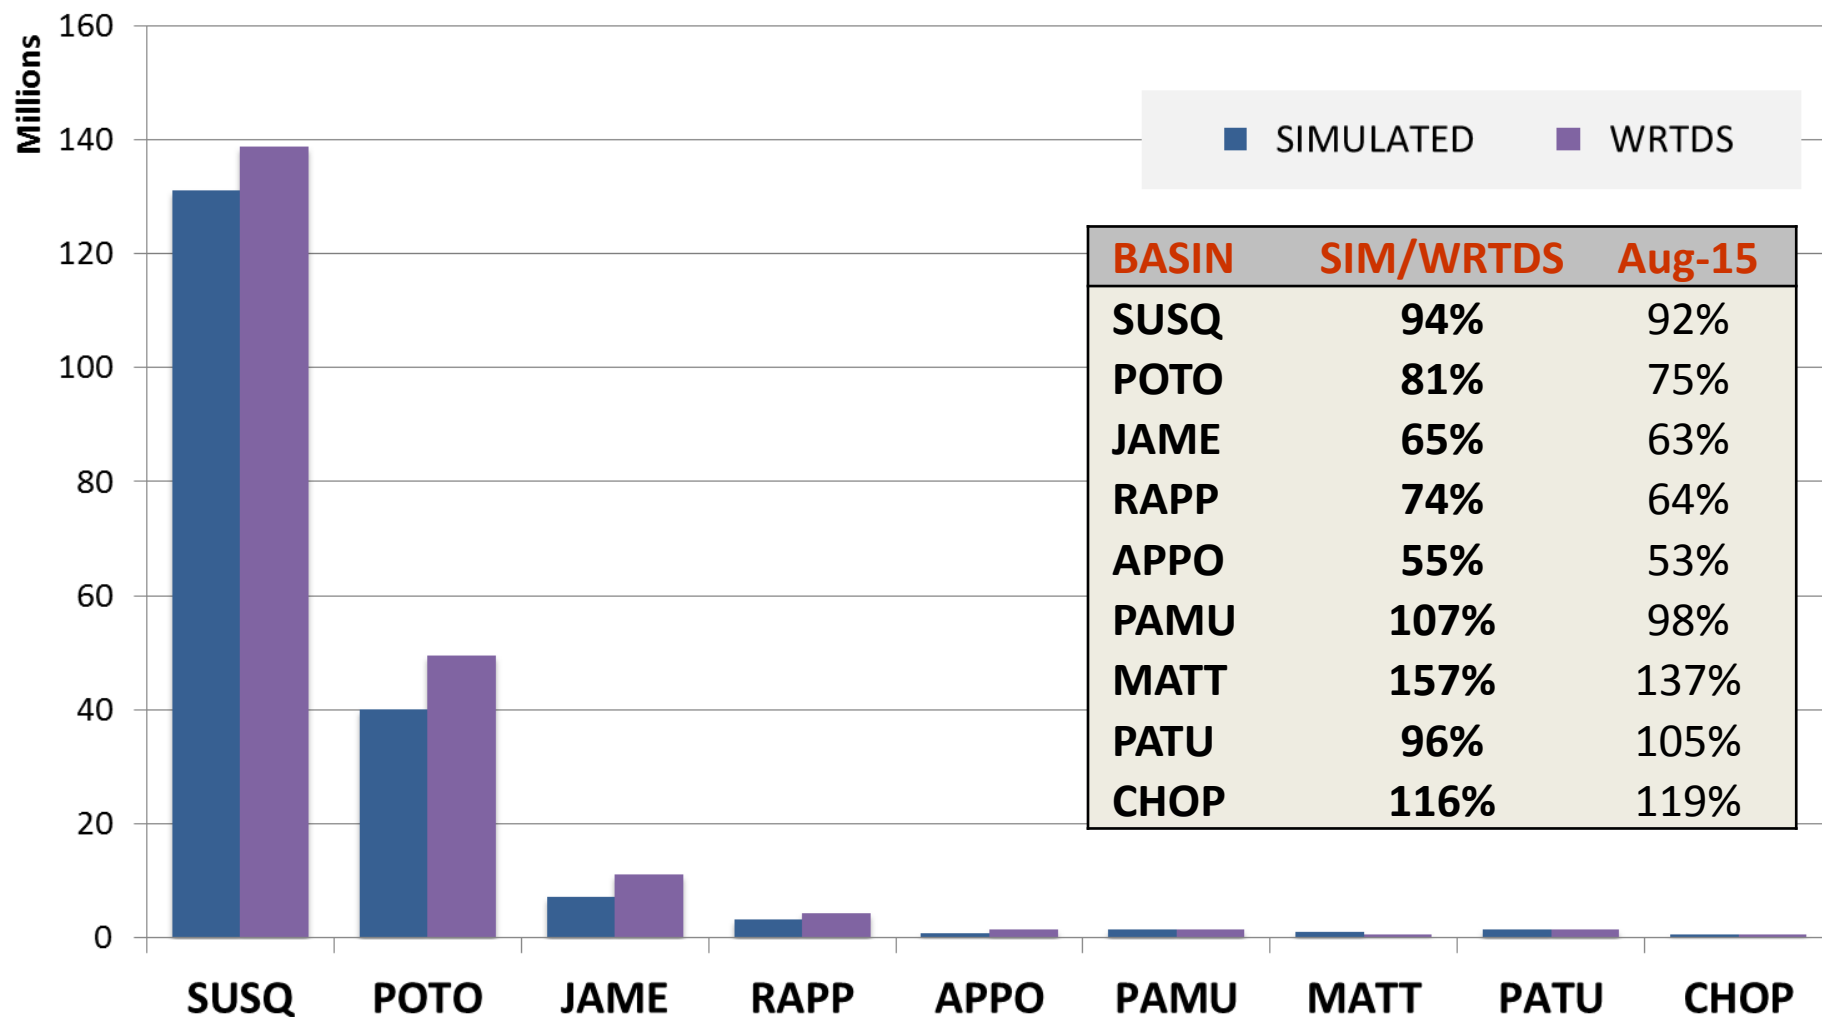 Millions
160
140
120
100
80
60
40
20
0
SIMULATED WRTDS
BASIN SIM/WRTDS Aug-15
SUSQ 94% 92%
POTO 81% 75%
JAME 65% 63%
RAPP 74% 64%
APPO 55% 53%
PAMU 107% 98%
MATT 157% 137%
PATU 96% 105%
CHOP 116% 119%
SUSQ POTO JAME RAPP APPO PAMU MATT PATU CHOP